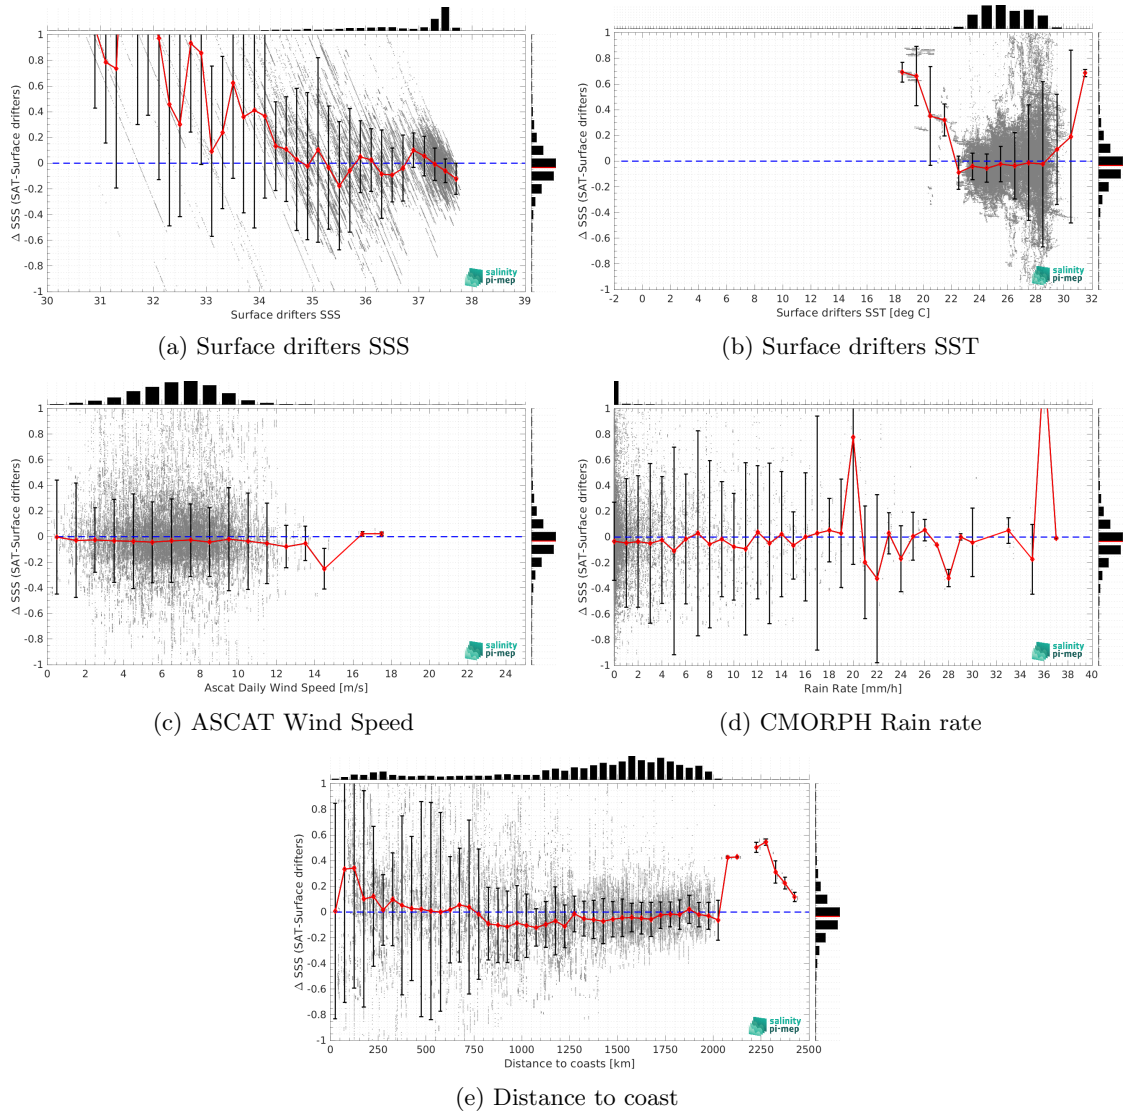 Δ SSS (SAT-Surface drifters)
1
0.8
0.6
0.4
0.2
0
-0.2
-0.4
-0.6
-0.8
-1
30 31 32 33 34 35 36 37 38 39
Surface drifters SSS
salinity
pi-mep
(a) Surface drifters SSS
Δ SSS (SAT-Surface drifters)
1
0.8
0.6
0.4
0.2
0
-0.2
-0.4
-0.6
-0.8
-1
-2 0 2 4 6 8 10 12 14 16 18 20 22 24 26 28 30 32
Surface drifters SST [deg C]
salinity
pi-mep
(b) Surface drifters SST
Δ SSS (SAT-Surface drifters)
1
0.8
0.6
0.4
0.2
0
-0.2
-0.4
-0.6
-0.8
-1
0 2 4 6 8 10 12 14 16 18 20 22 24
Ascat Daily Wind Speed [m/s]
salinity
pi-mep
(c) ASCAT Wind Speed
Δ SSS (SAT-Surface drifters)
1
0.8
0.6
0.4
0.2
0
-0.2
-0.4
-0.6
-0.8
-1
0 2 4 6 8 10 12 14 16 18 20 22 24 26 28 30 32 34 36 38 40
Rain Rate [mm/h]
salinity
pi-mep
(d) CMORPH Rain rate
Δ SSS (SAT-Surface drifters)
1
0.8
0.6
0.4
0.2
0
-0.2
-0.4
-0.6
-0.8
-1
0 250 500 750 1000 1250 1500 1750 2000 2250 2500
Distance to coasts [km]
salinity
pi-mep
(e) Distance to coast